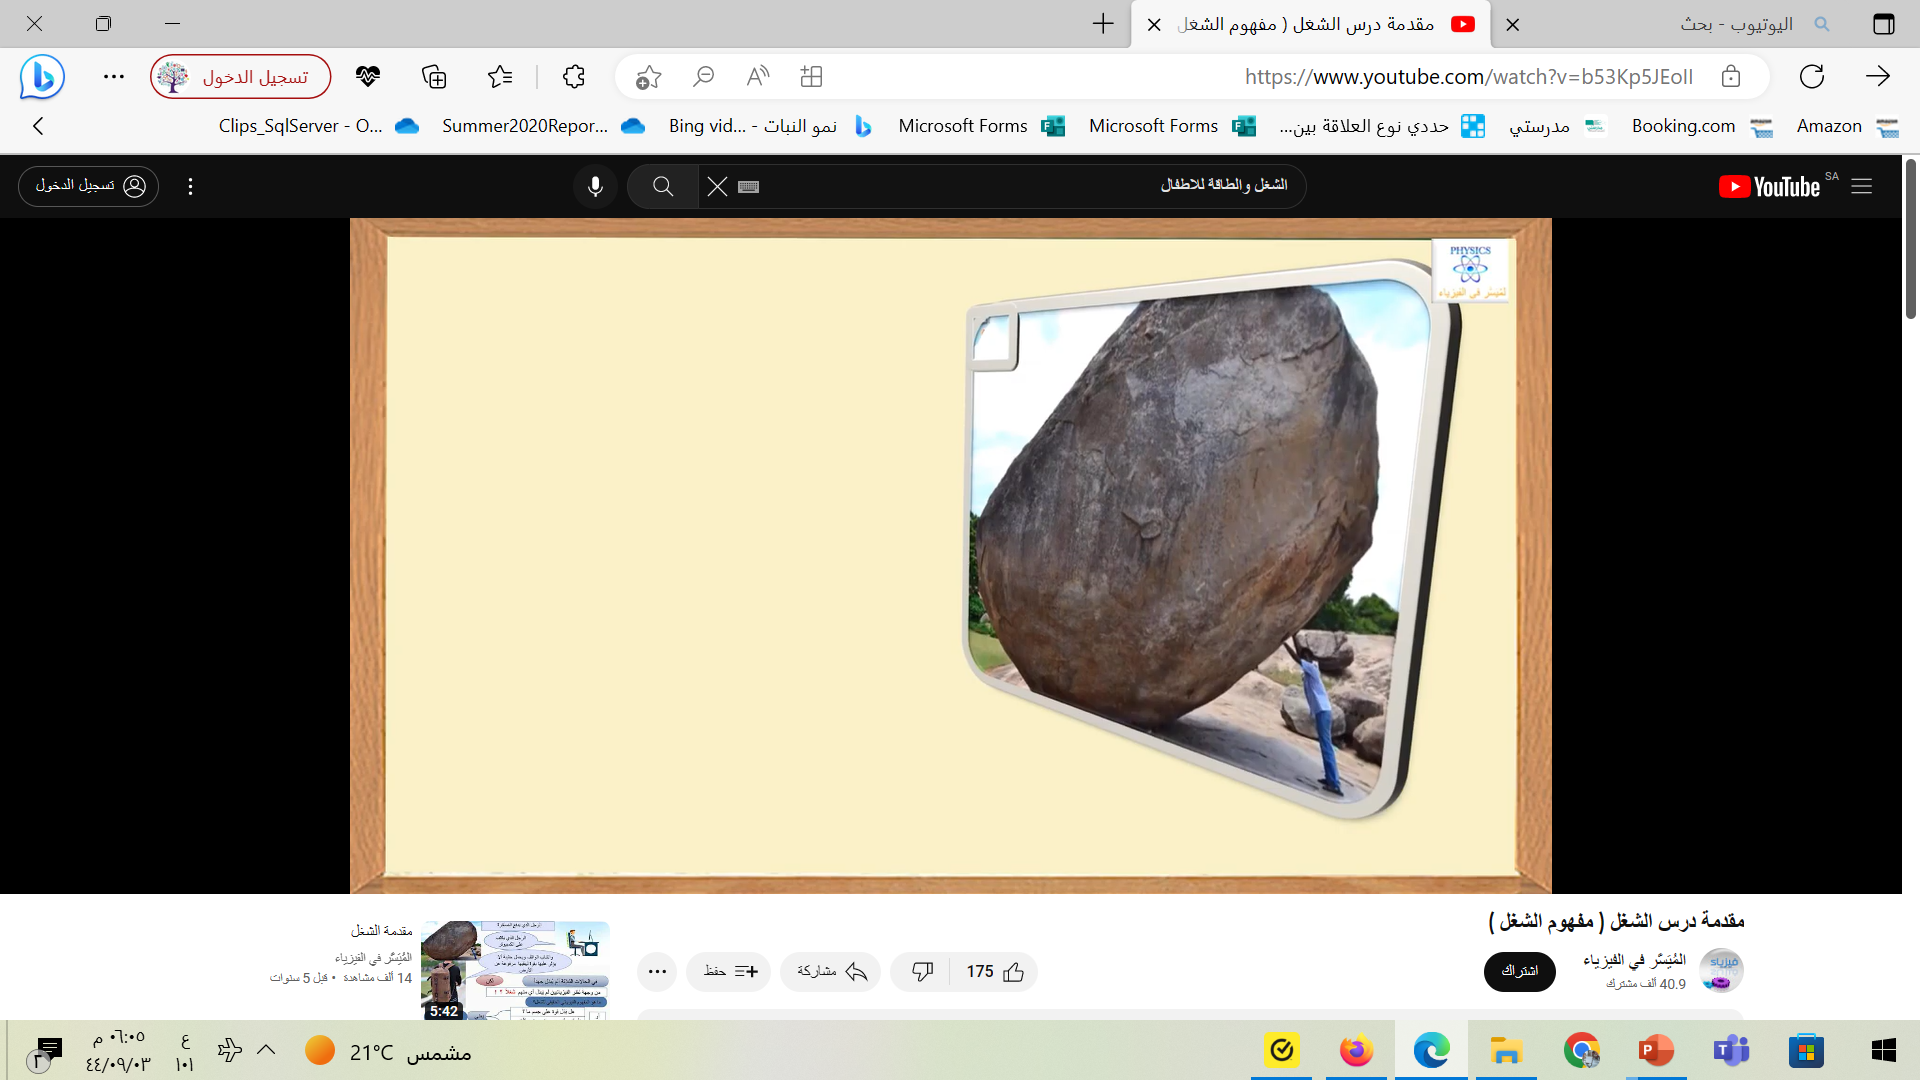 اليوتيوب - بحث
مقدمة درس الشغل ( مفهوم الشغل
https://www.youtube.com/watch?v=b53Kp5JEoII
تسجيل الدخول
Amazon
Booking.com
مدرستي
حددي نوع العلاقة بين...
Microsoft Forms
Microsoft Forms
نمو النبات - Bing vid...
Summer2020Repor...
Clips_SqlServer - O...
YouTube SA
الشغل والطاقة للاطفال
تسجيل الدخول
PHYSICS
المُيَسَّر في الفيزياء
مقدمة درس الشغل ( مفهوم الشغل )
المُيَسَّر في الفيزياء
40.9 ألف مشترك
اشتراك
175
مشاركة
حفظ
5:42
مقدمة الشغل
المُيَسَّر في الفيزياء
14 ألف مشاهدة • قبل 5 سنوات
مشمس 21°C
ع
١٠١
٠٦:٠٥ م
٤٤/٠٩/٠٣
٢